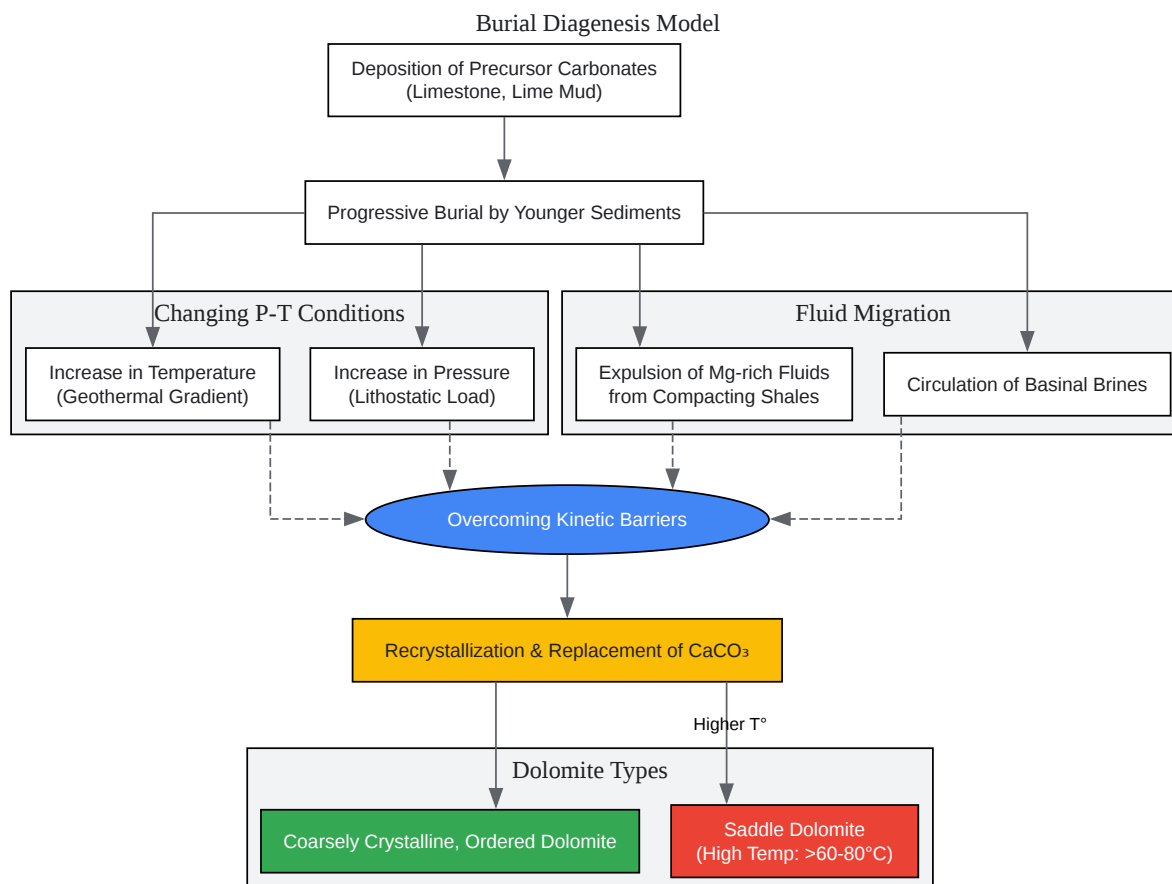 Burial Diagenesis Model
Deposition of Precursor Carbonates
(Limestone, Lime Mud)
Progressive Burial by Younger Sediments
Changing P-T Conditions
Fluid Migration
Increase in Temperature
(Geothermal Gradient)
Increase in Pressure
(Lithostatic Load)
Expulsion of Mg-rich Fluids
from Compacting Shales
Circulation of Basinal Brines
Overcoming Kinetic Barriers
Recrystallization & Replacement of CaCO₃
Higher T°
Dolomite Types
Coarsely Crystalline, Ordered Dolomite
Saddle Dolomite
(High Temp: >60-80°C)